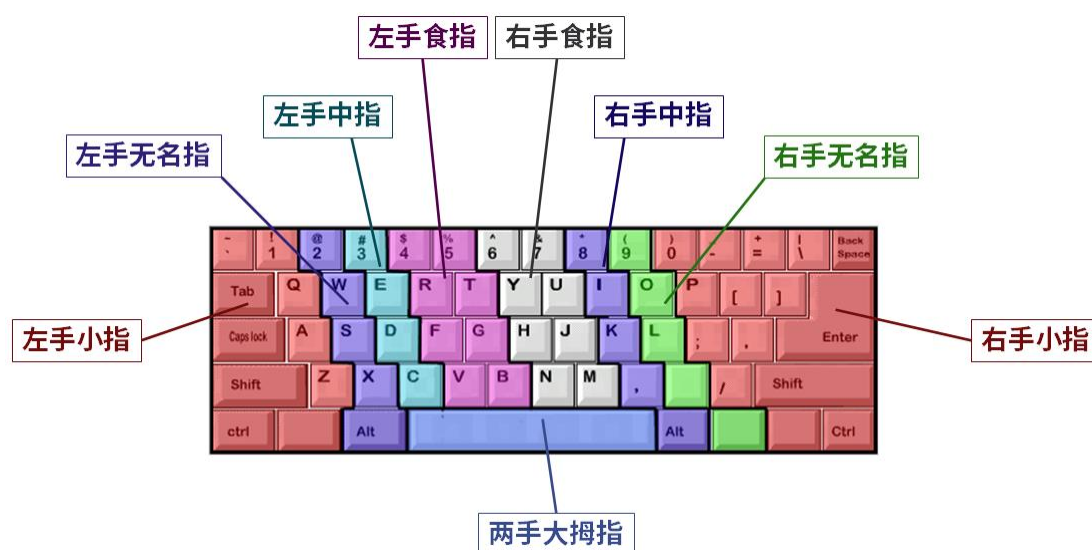 左手食指 右手食指
左手中指 右手中指
左手无名指 右手无名指
~ ! @ # $ % ^ & * ( ) - + | Back
` 1 2 3 4 5 6 7 8 9 0 = \ Space
Tab Q W E R T Y U I O P [ ]
Caps lock A S D F G H J K L ; , Enter
左手小指 右手小指
Shift Z X C V B N M , / Shift
ctrl Alt Alt Ctrl
两手大拇指